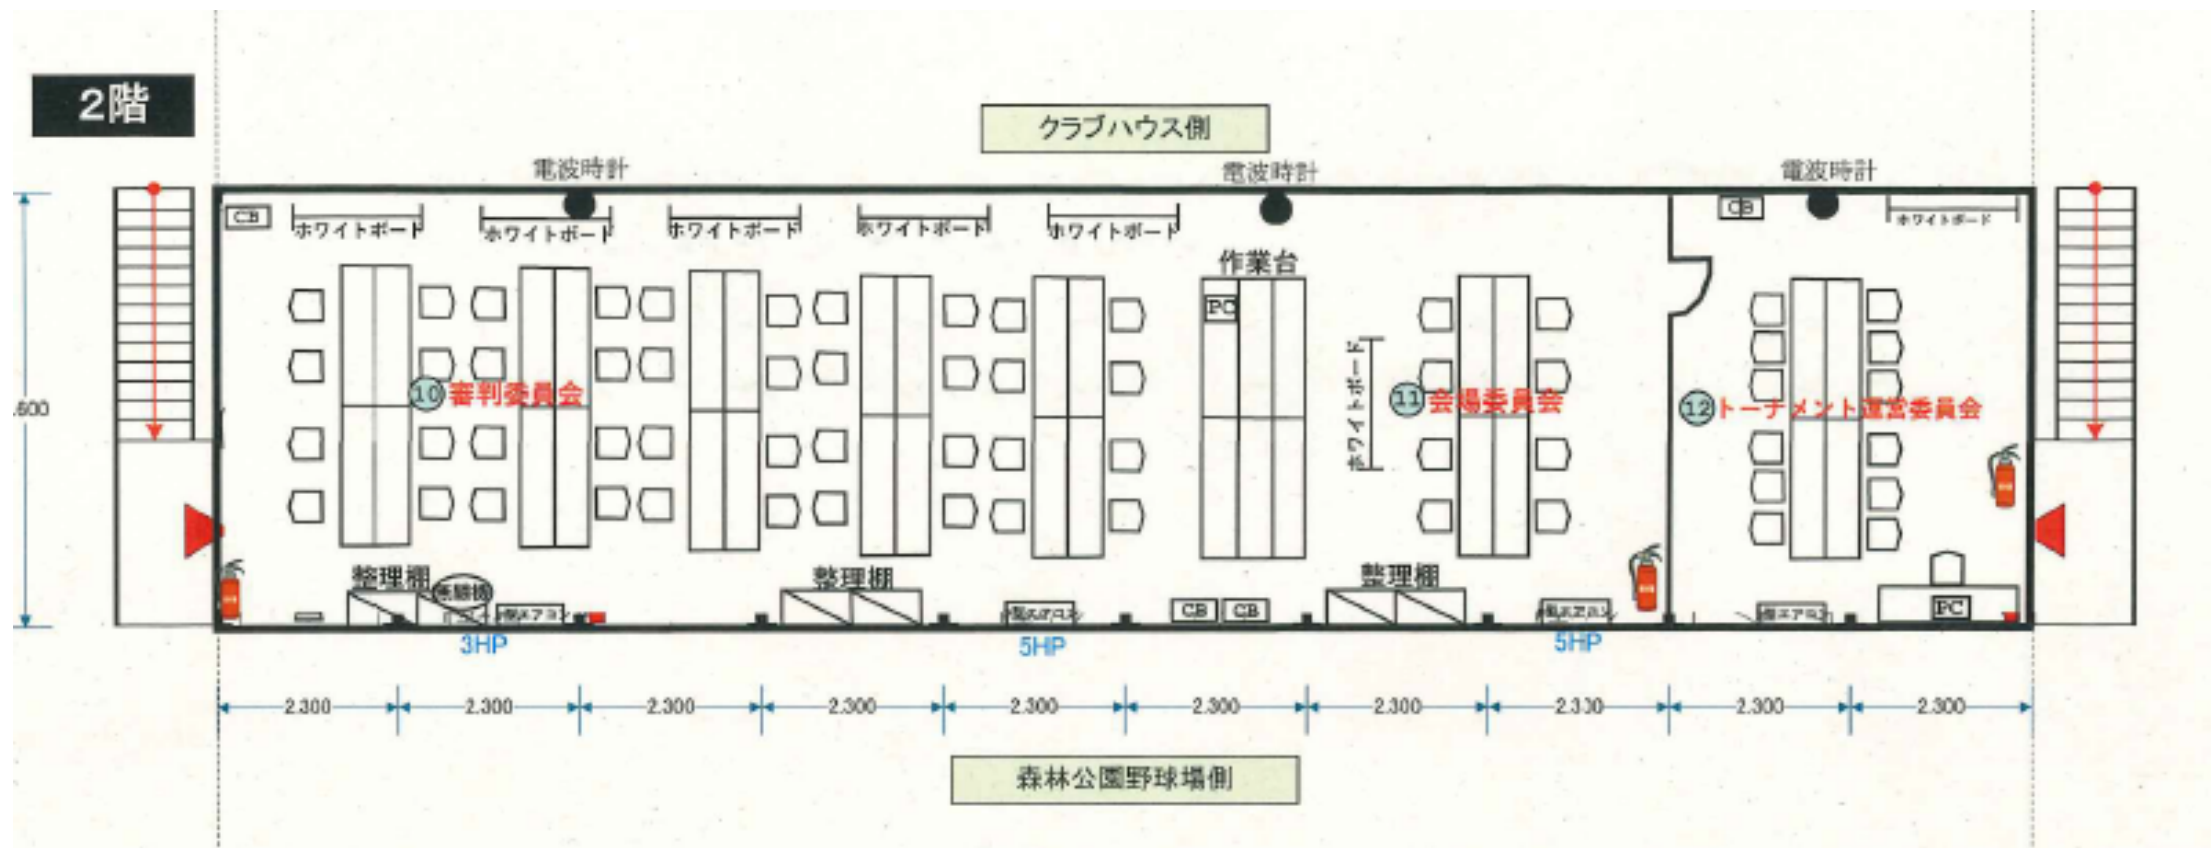 2階
クラブハウス側
電波時計
電波時計
電波時計
CB
ホワイトボード
ホワイトボード
ホワイトボード
ホワイトボード
ホワイトボード
CB
ホワイトボード
作業台
PC
ホワイトボード
10 審判委員会
11 会場委員会
12 トーナメント運営委員会
.600
整理棚
無線機
整理棚
整理棚
CB
CB
PC
3HP
5HP
5HP
2.300
2.300
2.300
2.300
2.300
2.300
2.300
2.300
2.300
2.300
森林公園野球場側